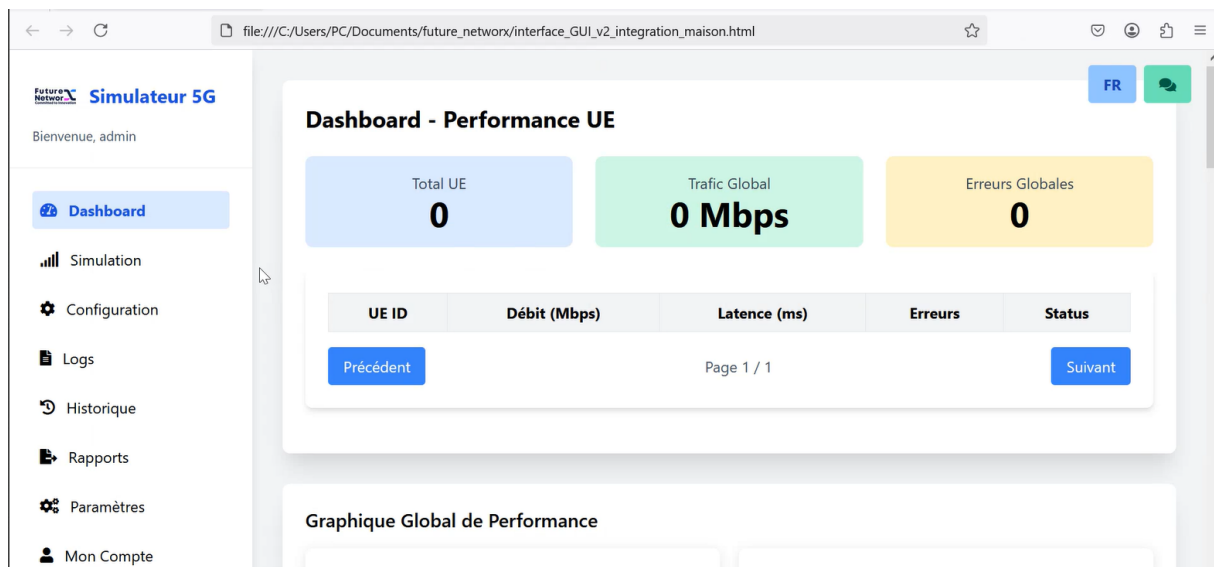 file:///C:/Users/PC/Documents/future_networx/interface_GUI_v2_integration_maison.html
Future
Networ
Simulateur 5G
Bienvenue, admin
Dashboard
Simulation
Configuration
Logs
Historique
Rapports
Paramètres
Mon Compte
FR
Dashboard - Performance UE
Total UE
0
Trafic Global
0 Mbps
Erreurs Globales
0
UE ID Débit (Mbps) Latence (ms) Erreurs Status
Précédent Page 1 / 1 Suivant
Graphique Global de Performance